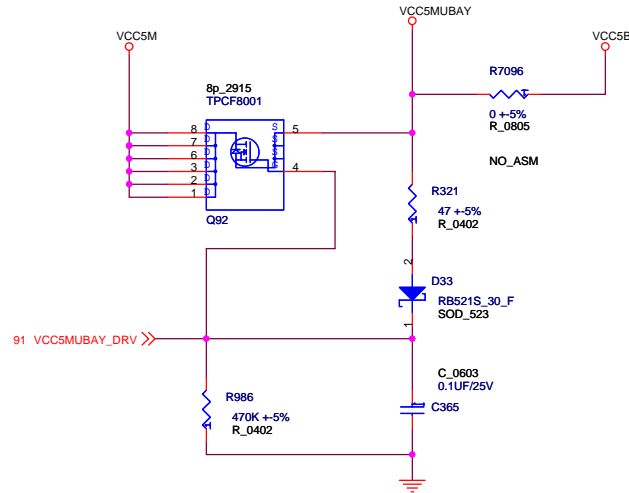 VCC5M
VCC5MUBAY
VCC5B
R7096
0 +-5%
R_0805
NO_ASM
8p_2915
TPCF8001
8
7
6
3
2
1
D
D
D
D
D
D
S
S
S
5
4
Q92
R321
47 +-5%
R_0402
2
D33
RB521S_30_F
SOD_523
1
91 VCC5MUBAY_DRV
C_0603
0.1UF/25V
C365
R986
470K +-5%
R_0402